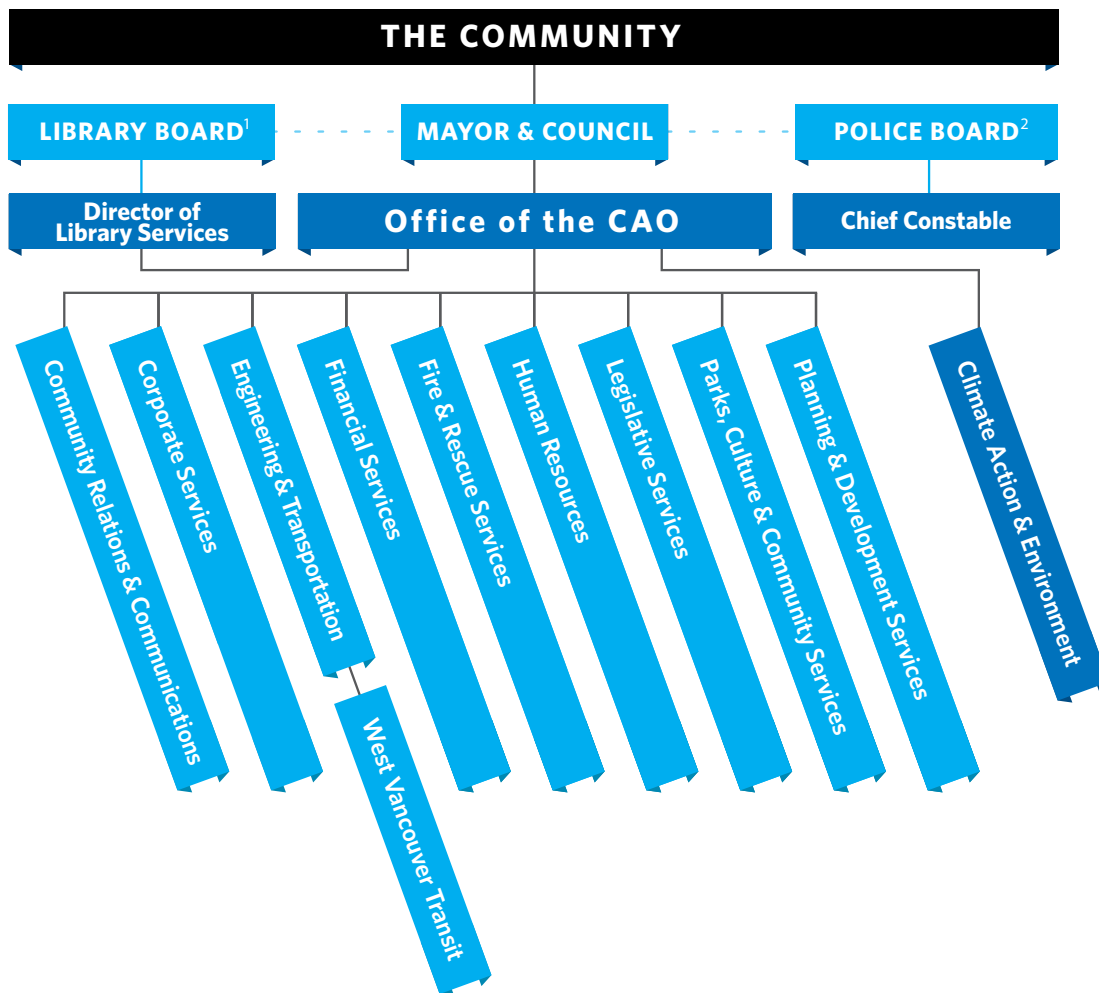 THE COMMUNITY
LIBRARY BOARD¹
MAYOR & COUNCIL
POLICE BOARD²
Director of
Library Services
Office of the CAO
Chief Constable
Community Relations & Communications
Corporate Services
Engineering & Transportation
Financial Services
Fire & Rescue Services
Human Resources
Legislative Services
Parks, Culture & Community Services
Planning & Development Services
Climate Action & Environment
West Vancouver Transit